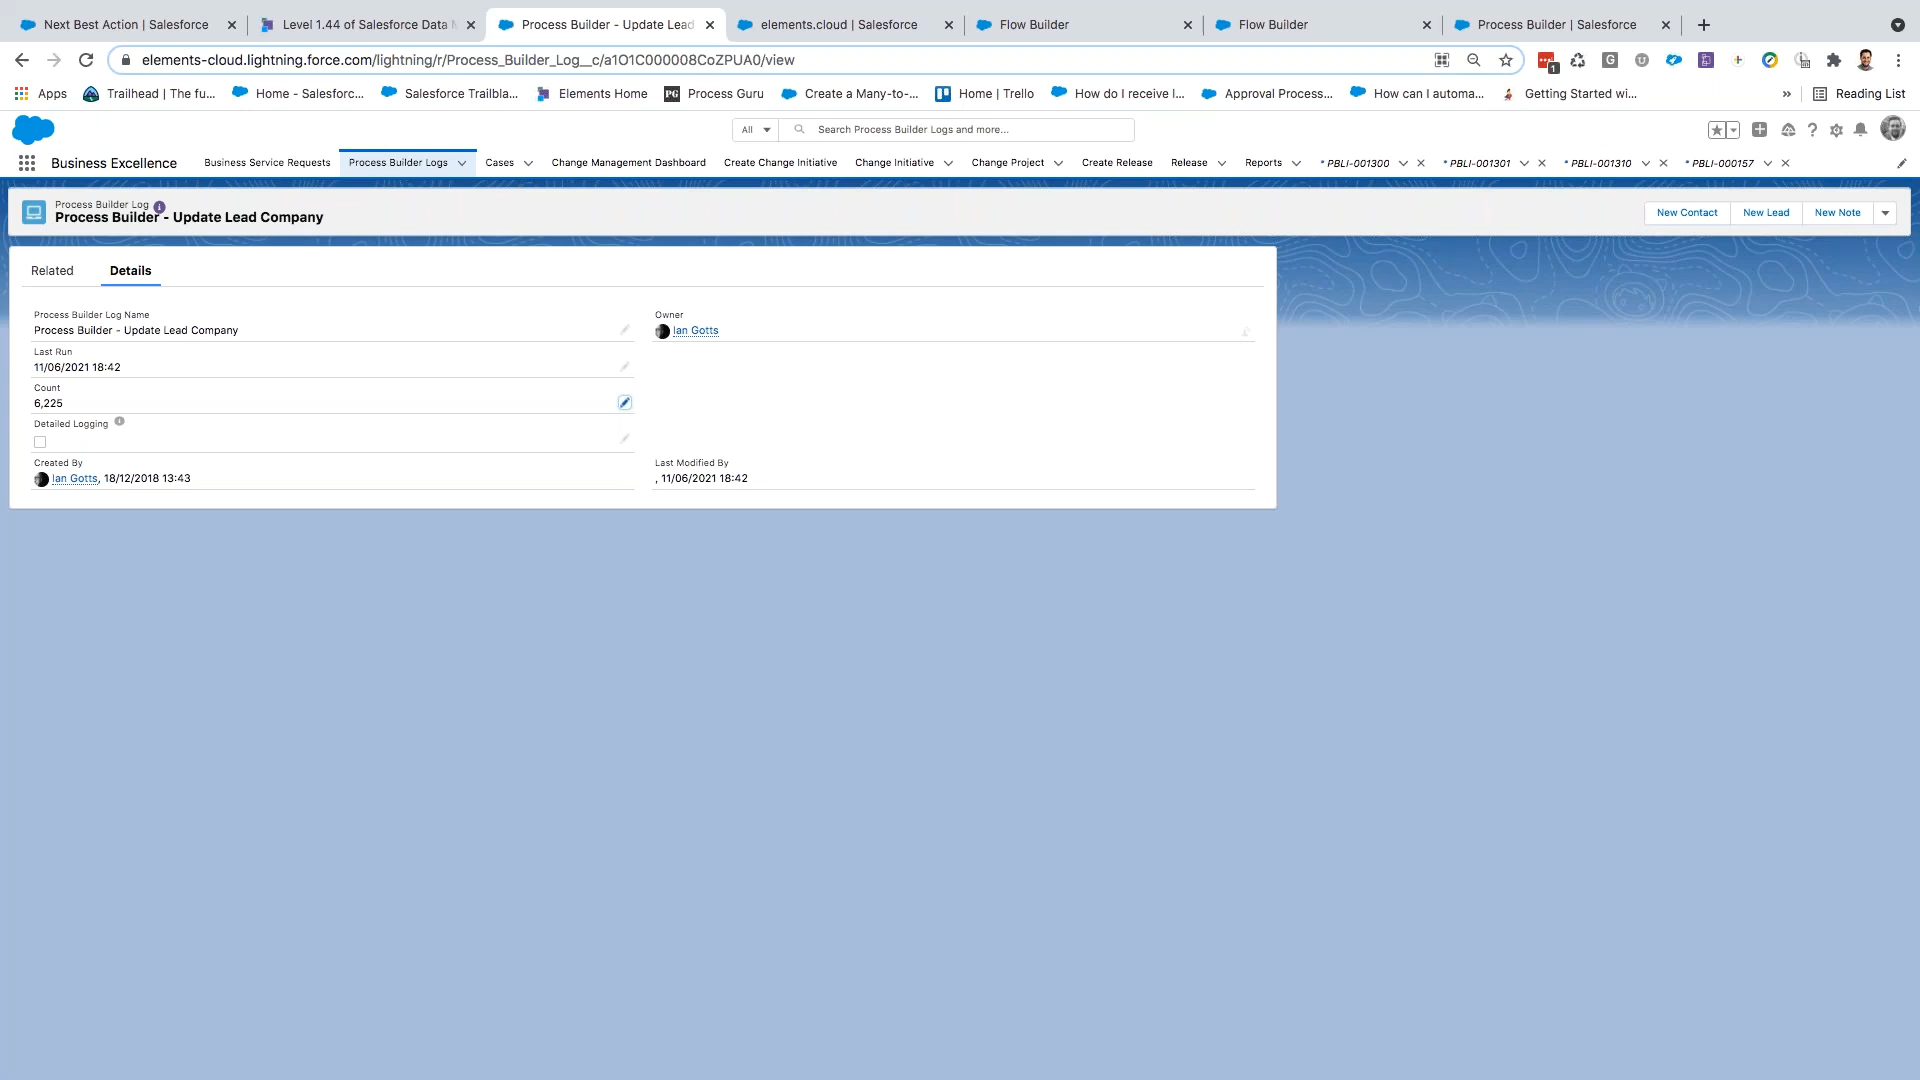 Next Best Action | Salesforce
Level 1.44 of Salesforce Data M
Process Builder - Update Lead
elements.cloud | Salesforce
Flow Builder
Flow Builder
Process Builder | Salesforce
elements-cloud.lightning.force.com/lightning/r/Process_Builder_Log__c/a1O1C000008CoZPUA0/view
1
Apps
Trailhead | The fu...
Home - Salesforc...
Salesforce Trailbla...
Elements Home
PG Process Guru
Create a Many-to-...
Home | Trello
How do I receive l...
Approval Process...
How can I automa...
Getting Started wi...
»
Reading List
All
Search Process Builder Logs and more...
Business Excellence
Business Service Requests
Process Builder Logs
Cases
Change Management Dashboard
Create Change Initiative
Change Initiative
Change Project
Create Release
Release
Reports
* PBLI-001300
* PBLI-001301
* PBLI-001310
* PBLI-000157
Process Builder Log
Process Builder - Update Lead Company
New Contact
New Lead
New Note
Related
Details
Process Builder Log Name
Process Builder - Update Lead Company
Owner
Ian Gotts
Last Run
11/06/2021 18:42
Count
6,225
Detailed Logging
Created By
Ian Gotts, 18/12/2018 13:43
Last Modified By
, 11/06/2021 18:42